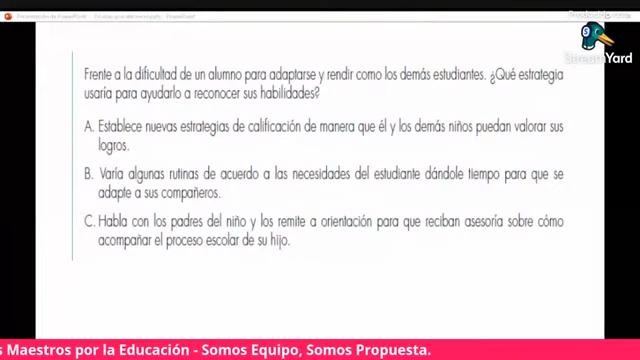 Frente a la dificultad de un alumno para adaptarse y rendir como los demás estudiantes. ¿Qué estrategia
usaría para ayudarlo a reconocer sus habilidades?
A. Establece nuevas estrategias de calificación de manera que él y los demás niños puedan valorar sus
logros.
B. Varía algunas rutinas de acuerdo a las necesidades del estudiante dándole tiempo para que se
adapte a sus compañeros.
C. Habla con los padres del niño y los remite a orientación para que reciban asesoría sobre cómo
acompañar el proceso escolar de su hijo.
StreamYard
s Maestros por la Educación - Somos Equipo, Somos Propuesta.